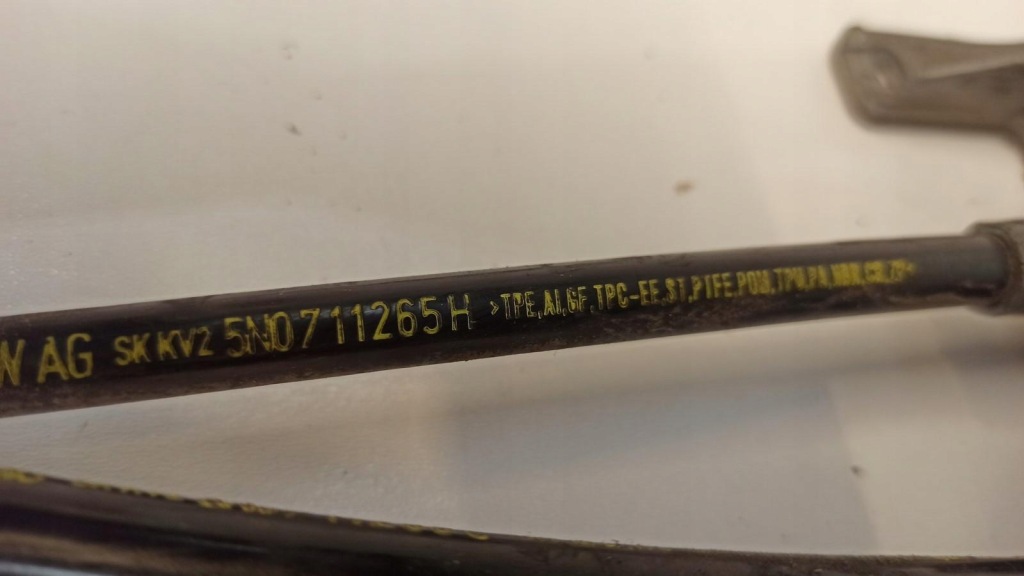 W AG SK KV2 5N0711265H >TPE,Al,GF,TPC-EE,ST,PTFE,POM,TPU,PA,